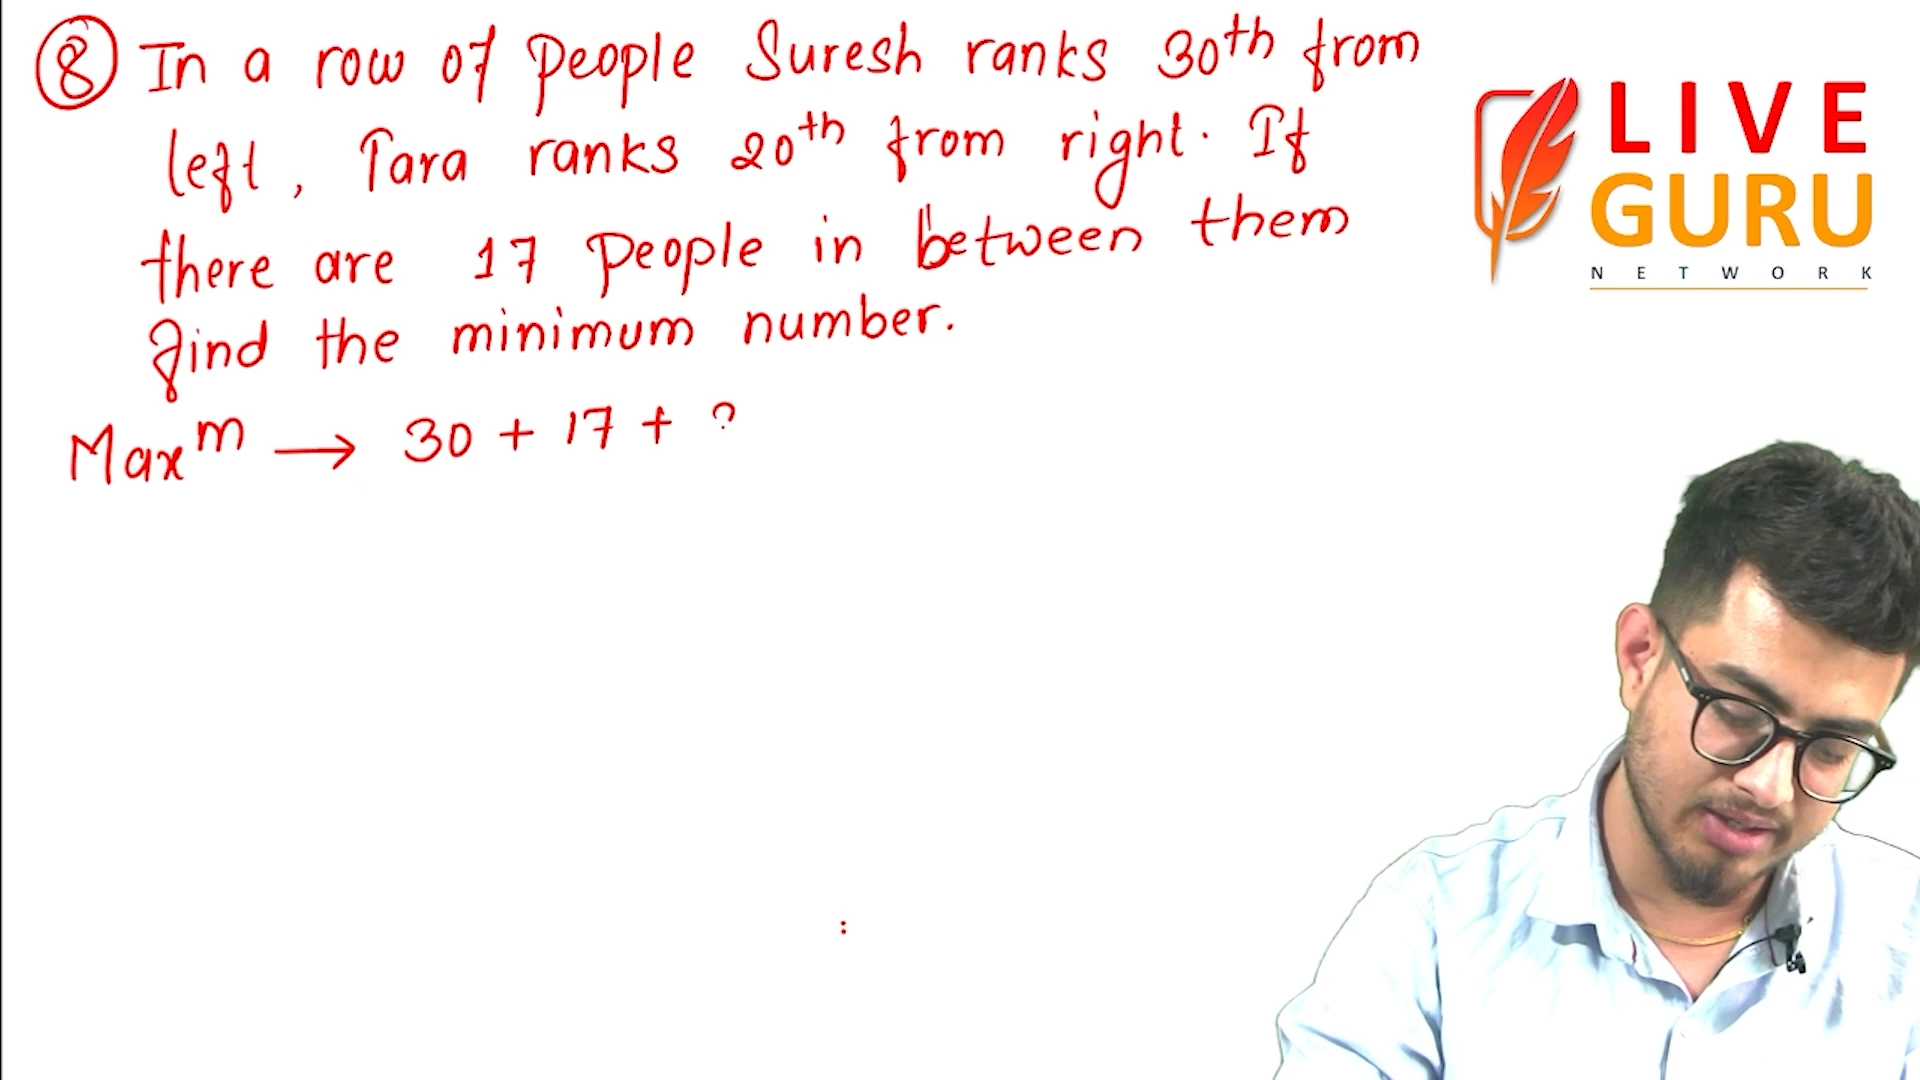 ⑧ In a row of people Suresh ranks 30th from
left, Tara ranks 20th from right. If
there are 17 people in between them
find the minimum number.
Maxm → 30 + 17 +
LIVE
GURU
NETWORK